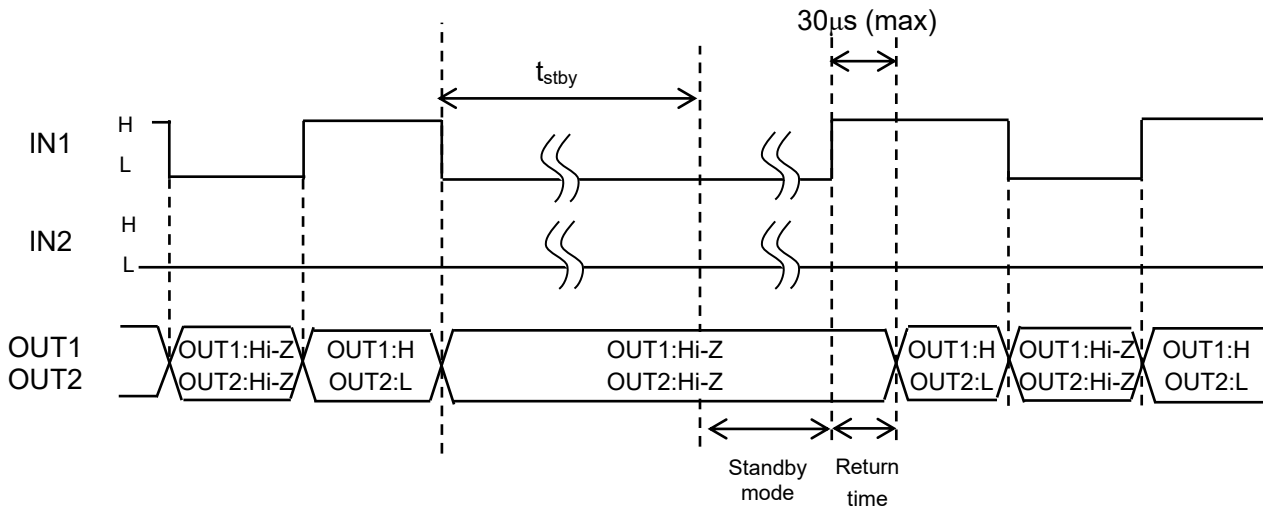 30μs (max)
tstby
IN1
H
L
IN2
H
L
OUT1
OUT2
OUT1:Hi-Z
OUT2:Hi-Z
OUT1:H
OUT2:L
OUT1:Hi-Z
OUT2:Hi-Z
OUT1:H
OUT2:L
OUT1:Hi-Z
OUT2:Hi-Z
OUT1:H
OUT2:L
Standby
mode
Return
time